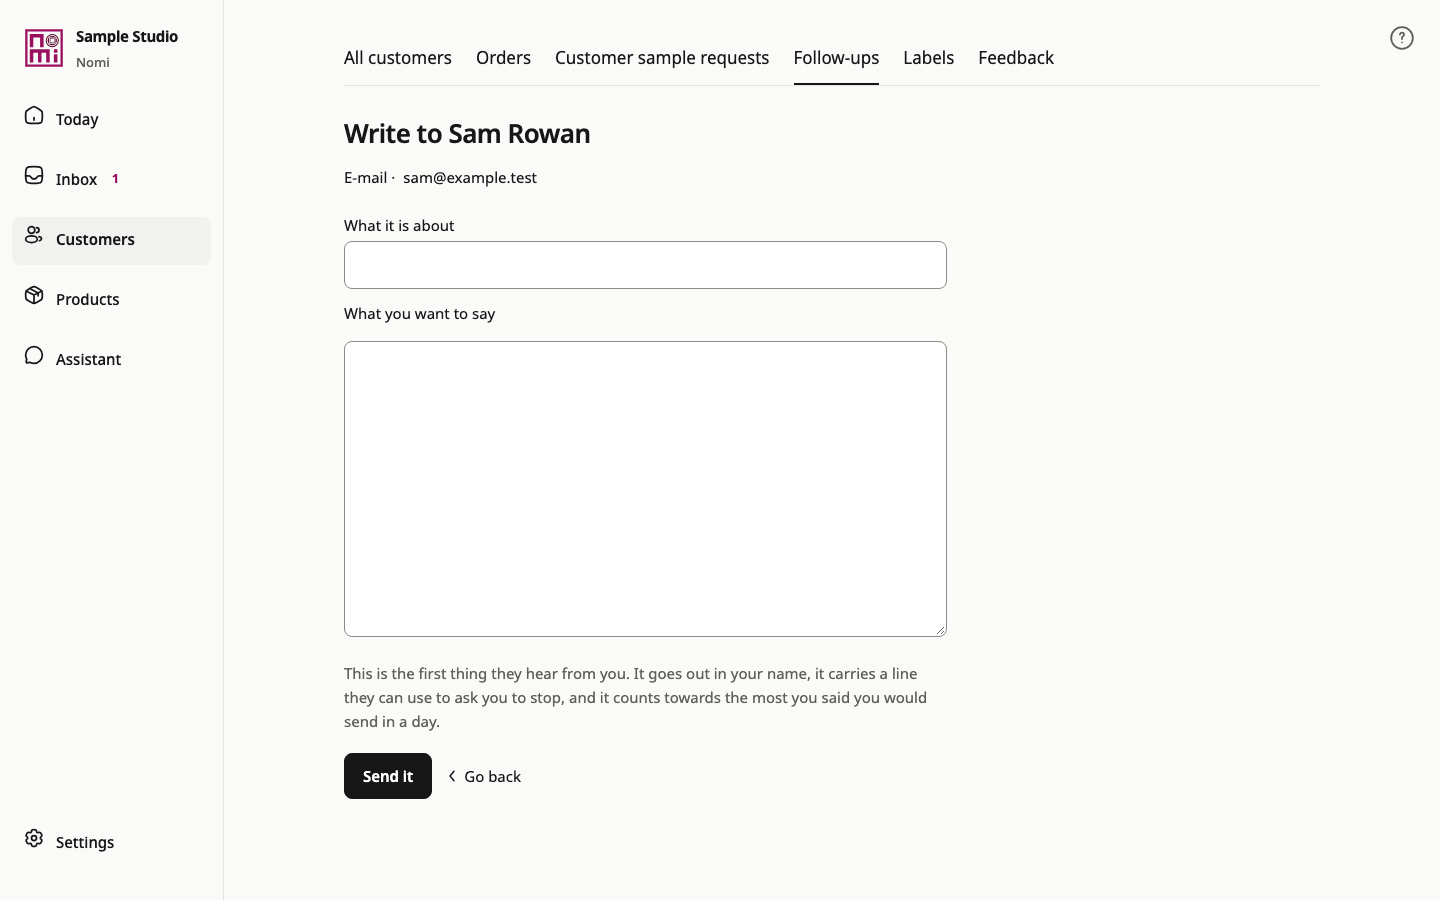 Sample Studio
Nomi
Today
Inbox 1
Customers
Products
Assistant
Settings
All customers Orders Customer sample requests Follow-ups Labels Feedback
Write to Sam Rowan
E-mail · sam@example.test
What it is about
What you want to say
This is the first thing they hear from you. It goes out in your name, it carries a line
they can use to ask you to stop, and it counts towards the most you said you would
send in a day.
Send it
Go back